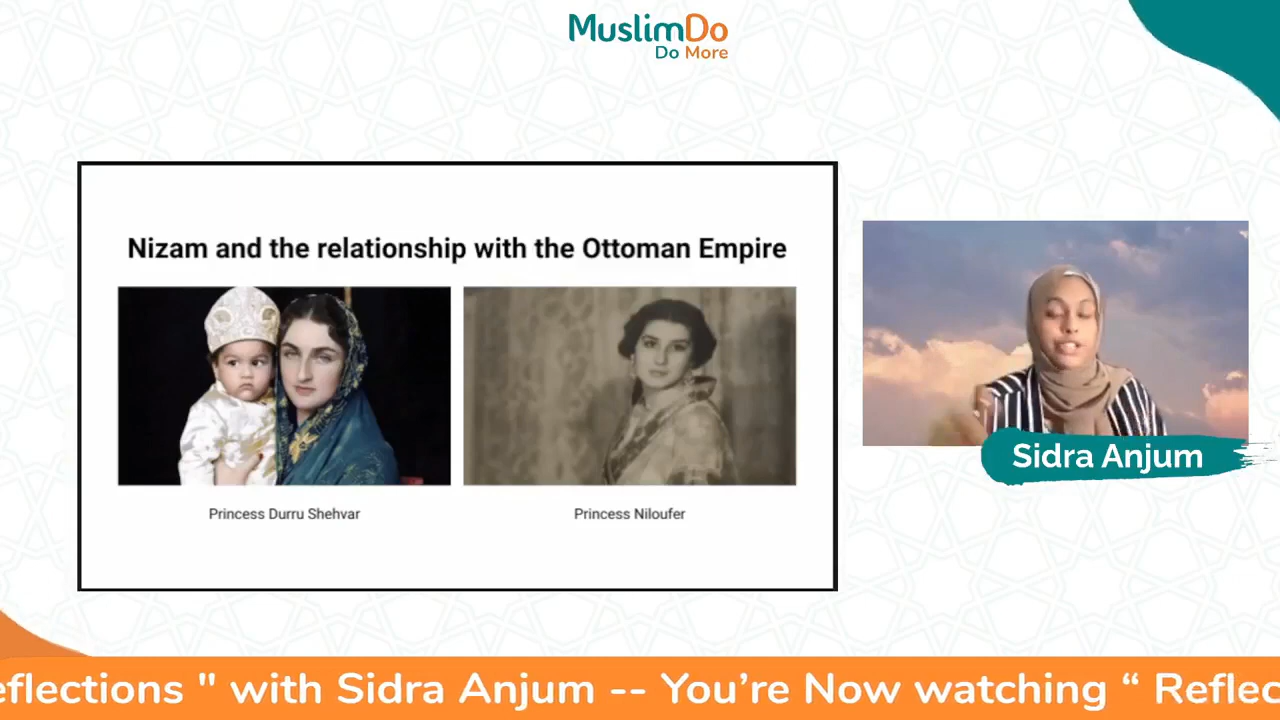 MuslimDo
Do More
Nizam and the relationship with the Ottoman Empire
Princess Durru Shehvar
Princess Niloufer
Sidra Anjum
eflections " with Sidra Anjum -- You’re Now watching “ Reflec